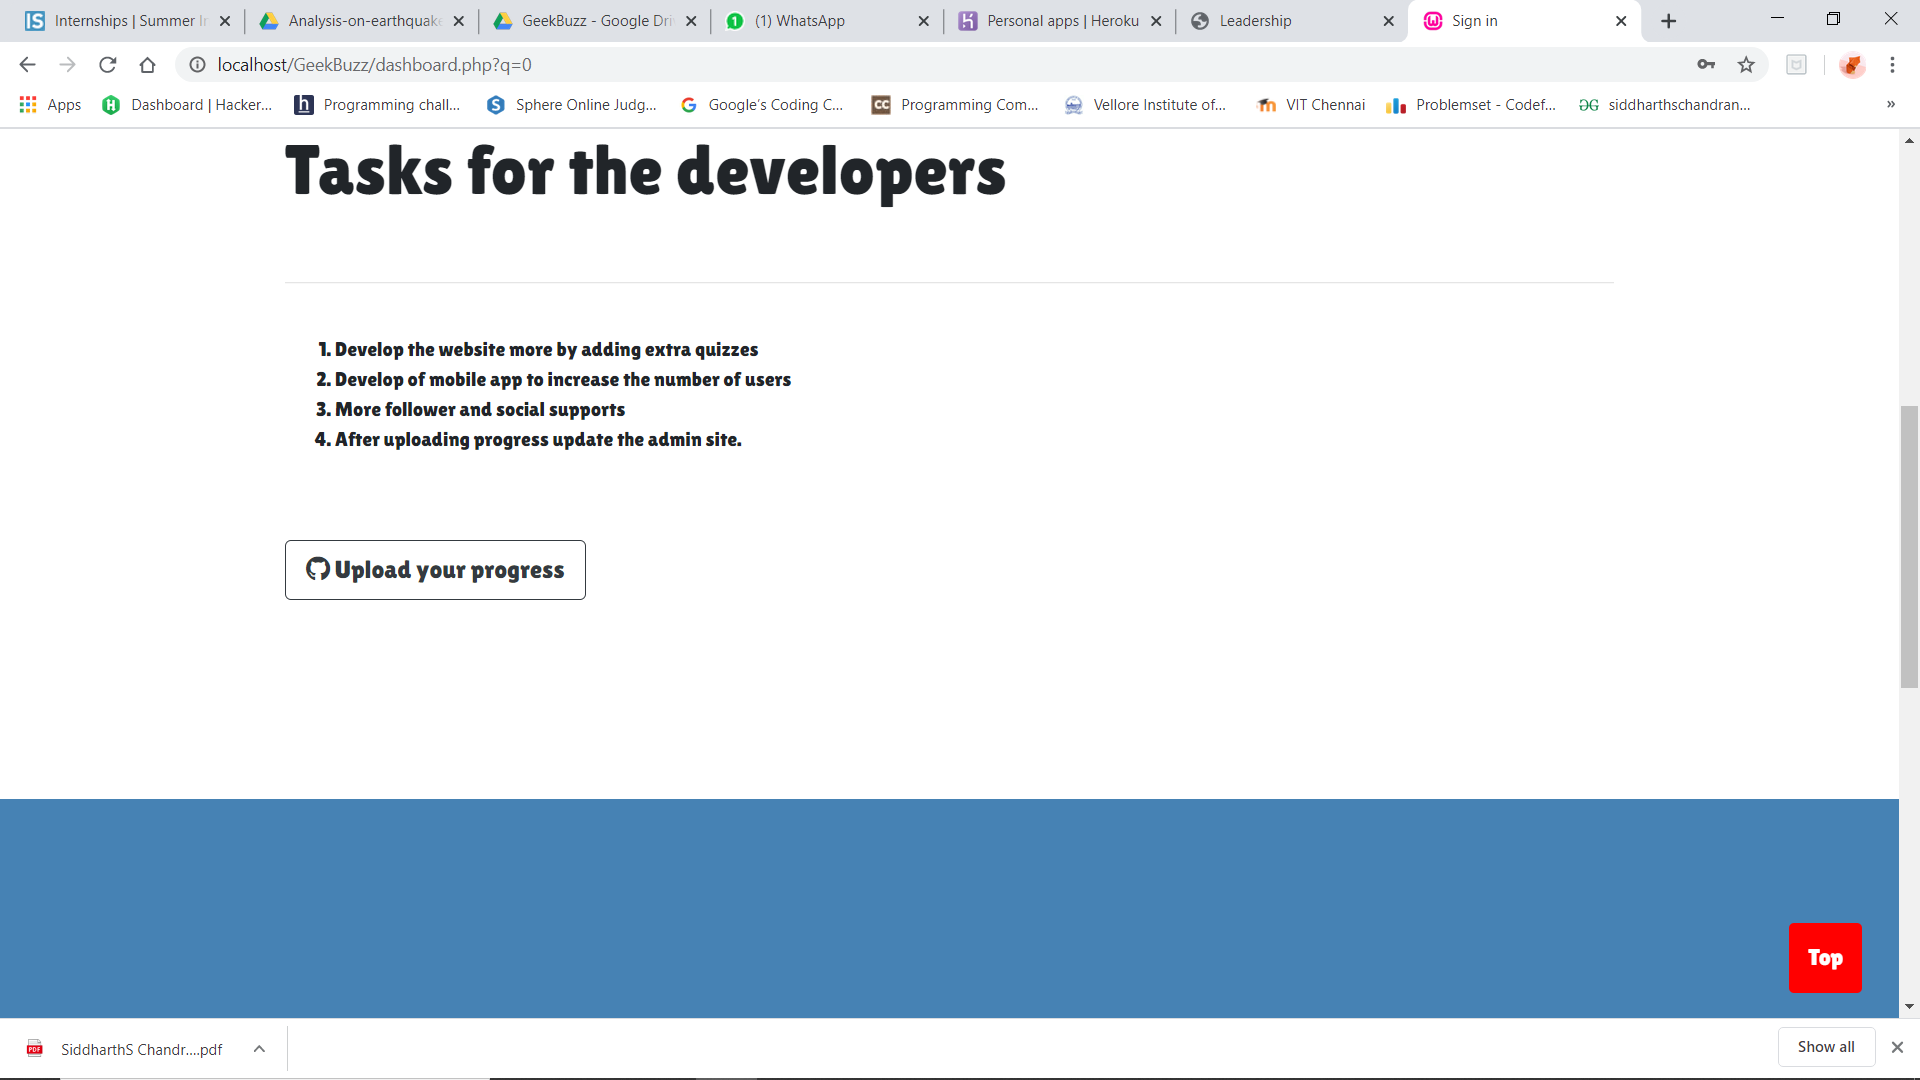 Internships | Summer In
Analysis-on-earthquake
GeekBuzz - Google Dri
(1) WhatsApp
Personal apps | Heroku
Leadership
Sign in
localhost/GeekBuzz/dashboard.php?q=0
Apps
Dashboard | Hacker...
Programming chall...
Sphere Online Judg...
Google's Coding C...
Programming Com...
Vellore Institute of...
VIT Chennai
Problemset - Codef...
siddharthschandran...
»
Tasks for the developers
1. Develop the website more by adding extra quizzes
2. Develop of mobile app to increase the number of users
3. More follower and social supports
4. After uploading progress update the admin site.
Upload your progress
Top
SiddharthS Chandr....pdf
Show all